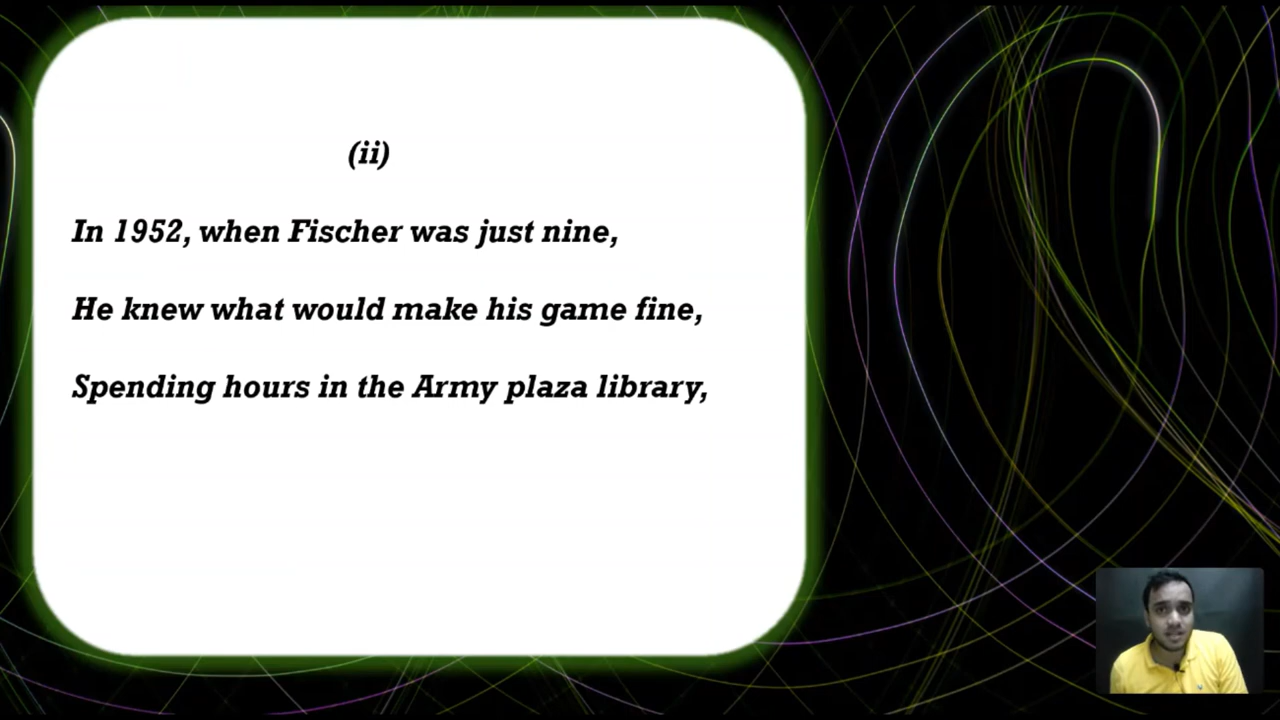 (ii)
In 1952, when Fischer was just nine,
He knew what would make his game fine,
Spending hours in the Army plaza library,